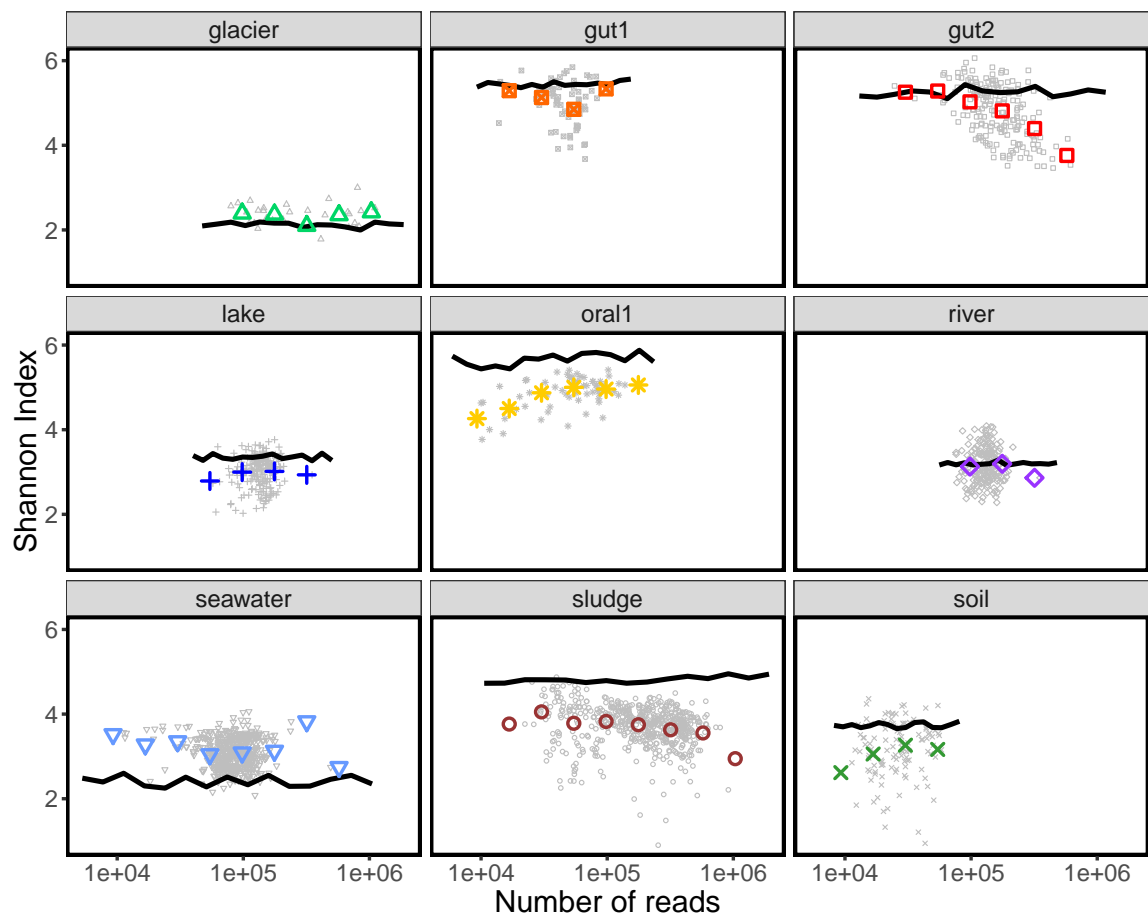 glacier gut1 gut2
6
4
2
lake oral1 river
6
4
2
Shannon Index
seawater sludge soil
6
4
2
1e+04 1e+05 1e+06 1e+04 1e+05 1e+06 1e+04 1e+05 1e+06
Number of reads